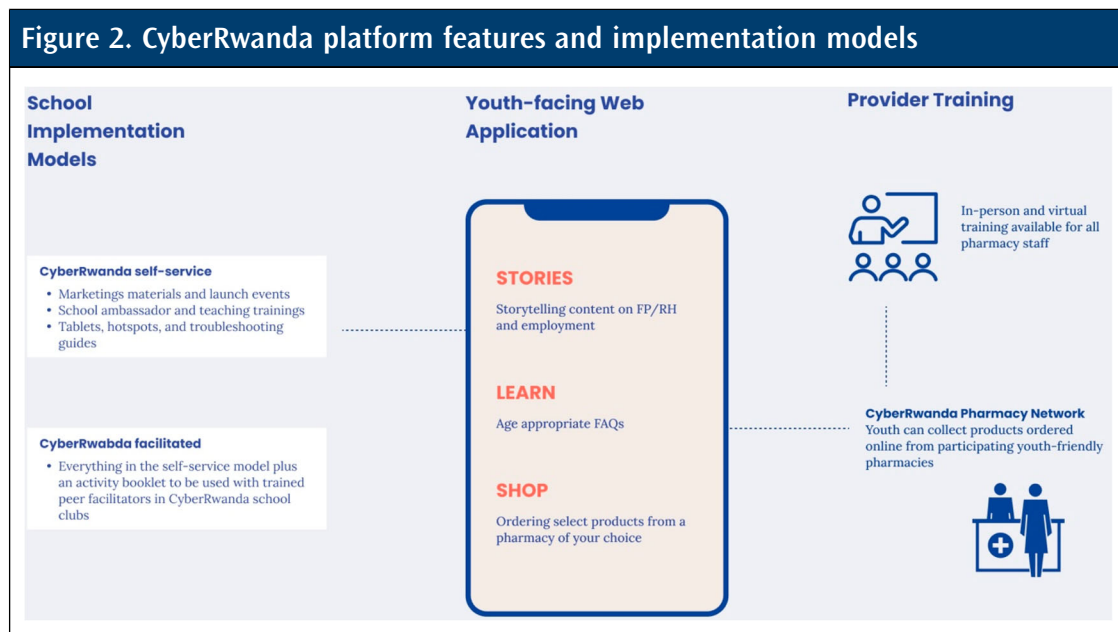 Figure 2. CyberRwanda platform features and implementation models
School
Implementation
Models
CyberRwanda self-service
• Marketings materials and launch events
• School ambassador and teaching trainings
• Tablets, hotspots, and troubleshooting
guides
CyberRwabda facilitated
• Everything in the self-service model plus
an activity booklet to be used with trained
peer facilitators in CyberRwanda school
clubs
Youth-facing Web
Application
STORIES
Storytelling content on FP/RH
and employment
LEARN
Age appropriate FAQs
SHOP
Ordering select products from a
pharmacy of your choice
Provider Training
In-person and virtual
training available for all
pharmacy staff
CyberRwanda Pharmacy Network
Youth can collect products ordered
online from participating youth-friendly
pharmacies